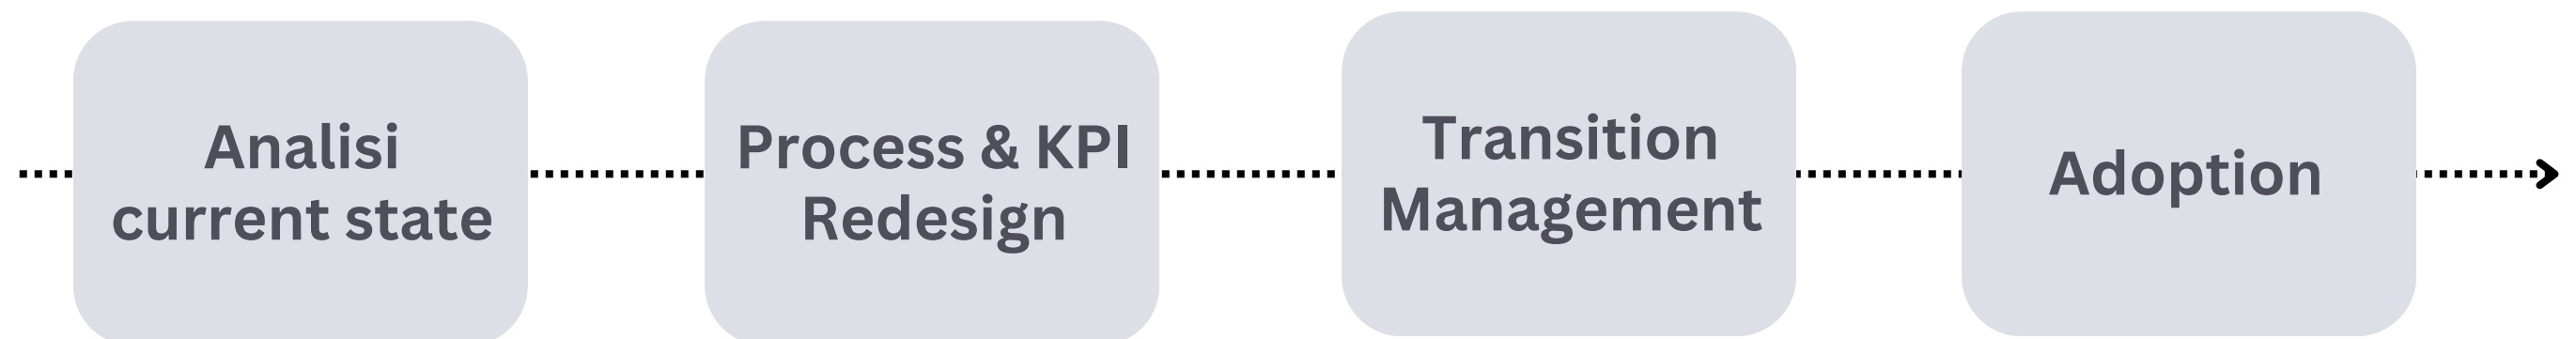 Analisi
current state
Process & KPI
Redesign
Transition
Management
Adoption